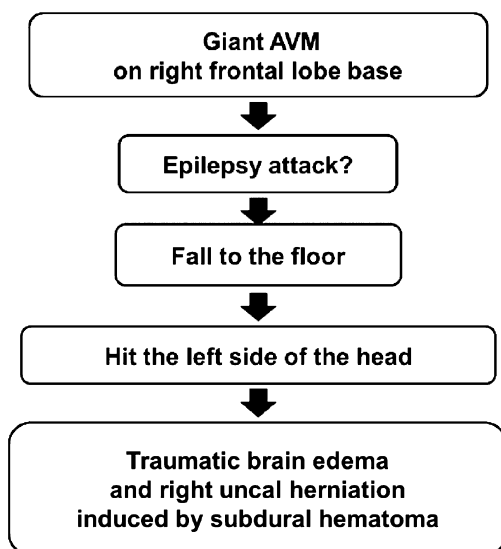 Giant AVM
on right frontal lobe base
Epilepsy attack?
Fall to the floor
Hit the left side of the head
Traumatic brain edema
and right uncal herniation
induced by subdural hematoma